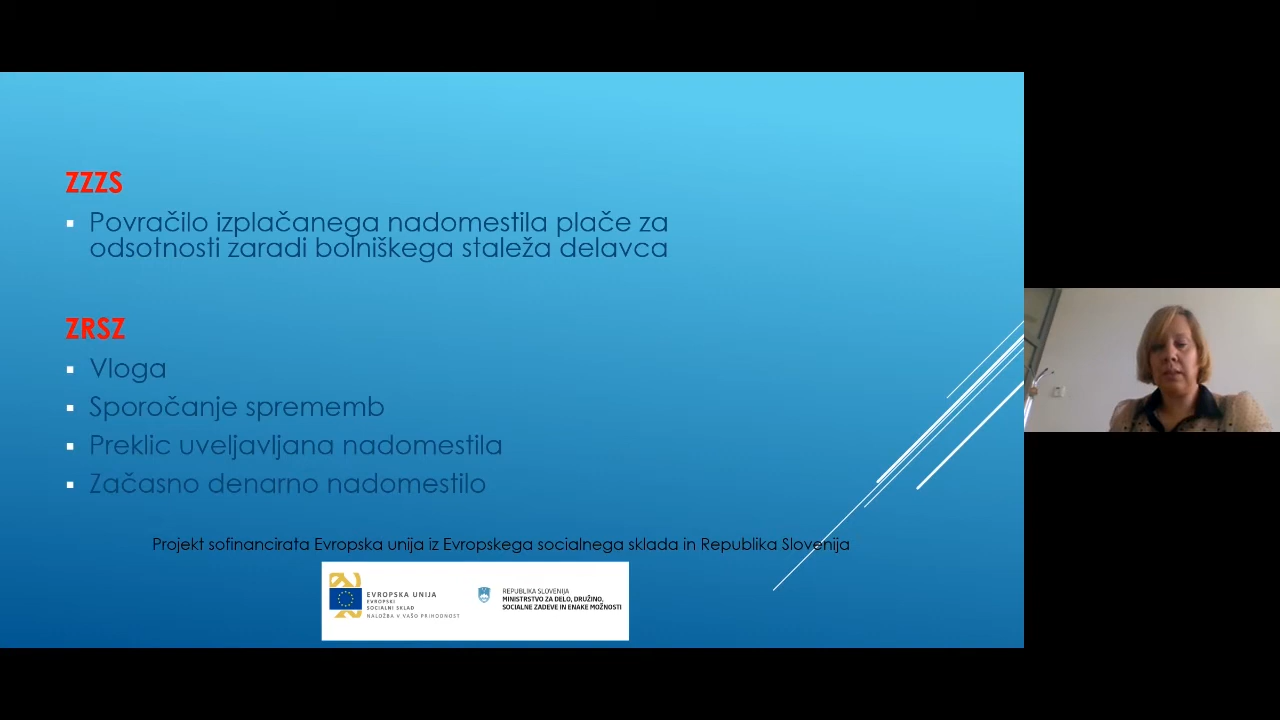 ZZZS
Povračilo izplačanega nadomestila plače za
odsotnosti zaradi bolniškega staleža delavca
ZRSZ
Vloga
Sporočanje sprememb
Preklic uveljavljana nadomestila
Začasno denarno nadomestilo
Projekt sofinancirata Evropska unija iz Evropskega socialnega sklada in Republika Slovenija
EVROPSKA UNIJA
EVROPSKI
SOCIALNI SKLAD
NALOŽBA V VAŠO PRIHODNOST
REPUBLIKA SLOVENIJA
MINISTRSTVO ZA DELO, DRUŽINO,
SOCIALNE ZADEVE IN ENAKE MOŽNOSTI